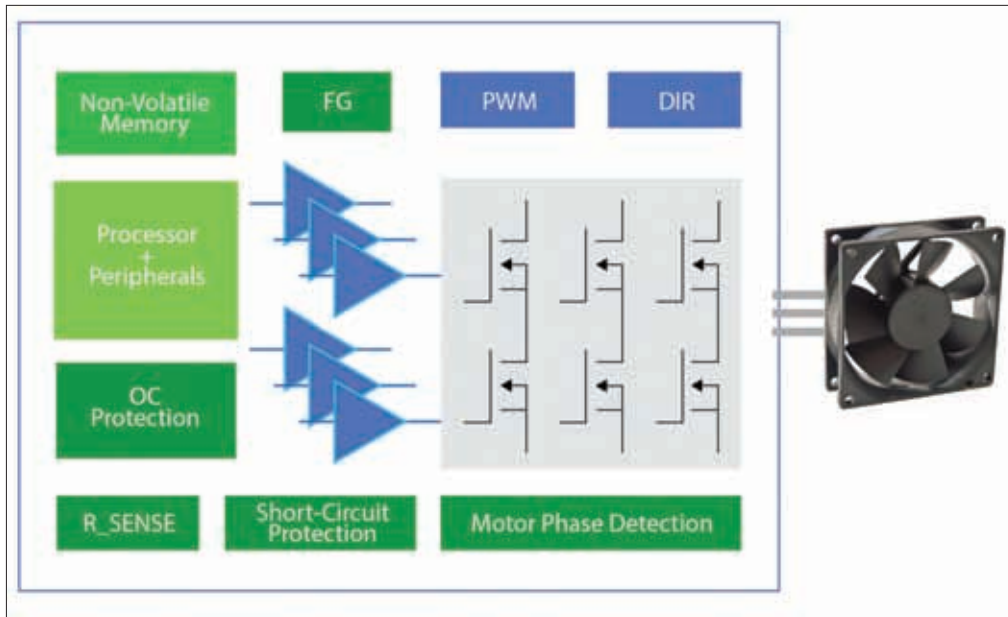 Non-Volatile
Memory
FG
PWM
DIR
Processor
+
Peripherals
OC
Protection
R_SENSE
Short-Circuit
Protection
Motor Phase Detection